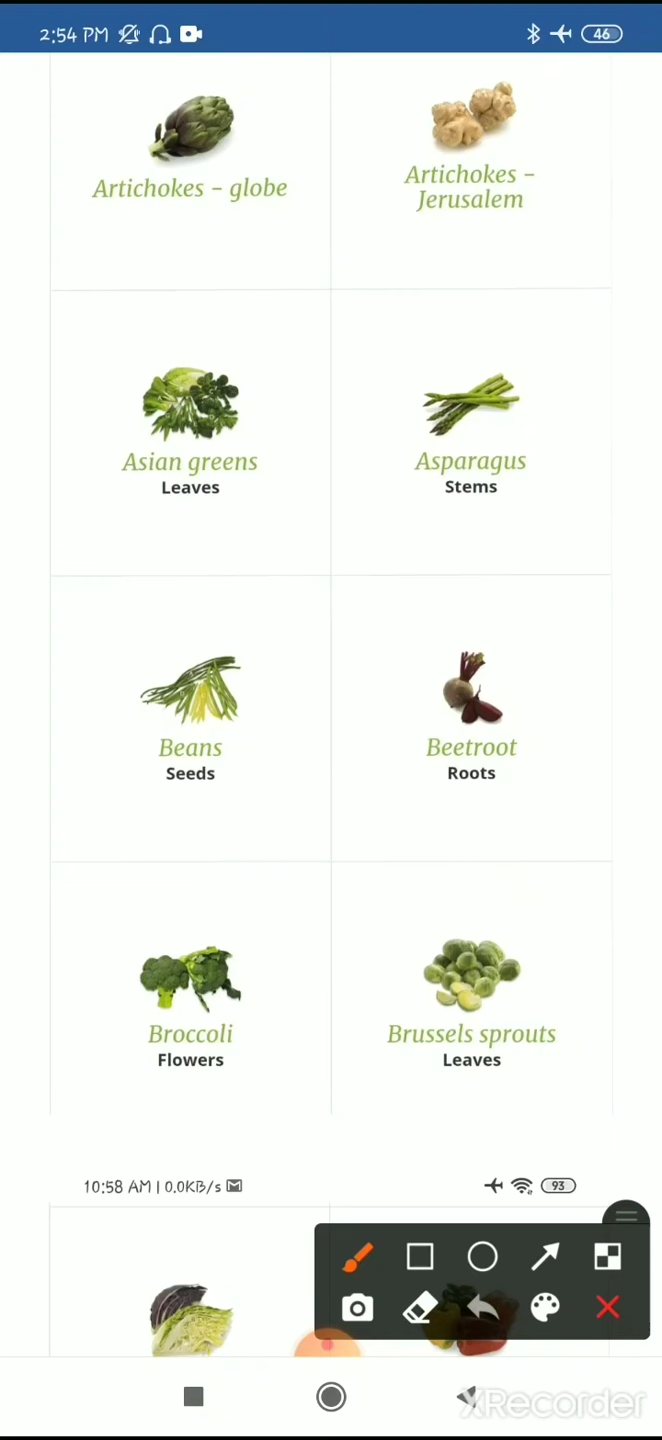 2:54 PM
46
Artichokes - globe
Artichokes -
Jerusalem
Asian greens
Leaves
Asparagus
Stems
Beans
Seeds
Beetroot
Roots
Broccoli
Flowers
Brussels sprouts
Leaves
10:58 AM | 0.0KB/s
93
XRecorder